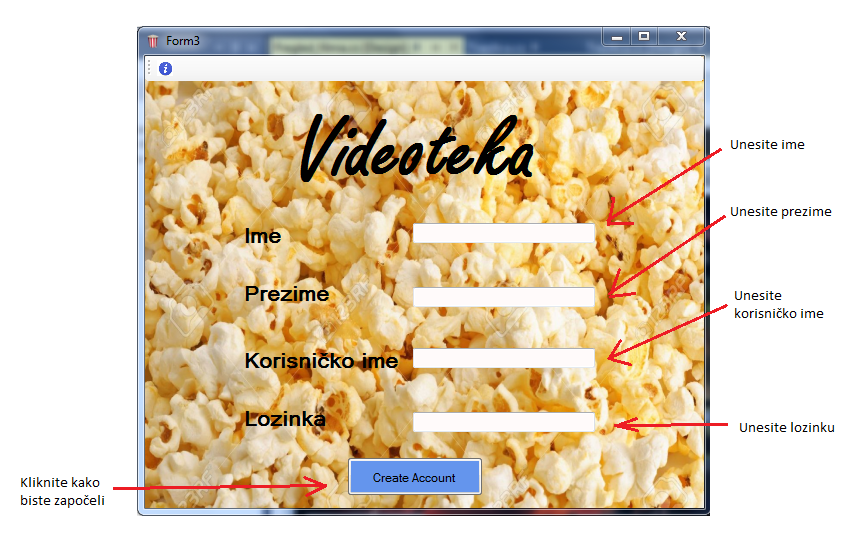 Form3
Videoteka
Unesite ime
Unesite prezime
Ime
Prezime
Unesite
korisničko ime
Korisničko ime
Lozinka
Unesite lozinku
Create Account
Kliknite kako
biste započeli